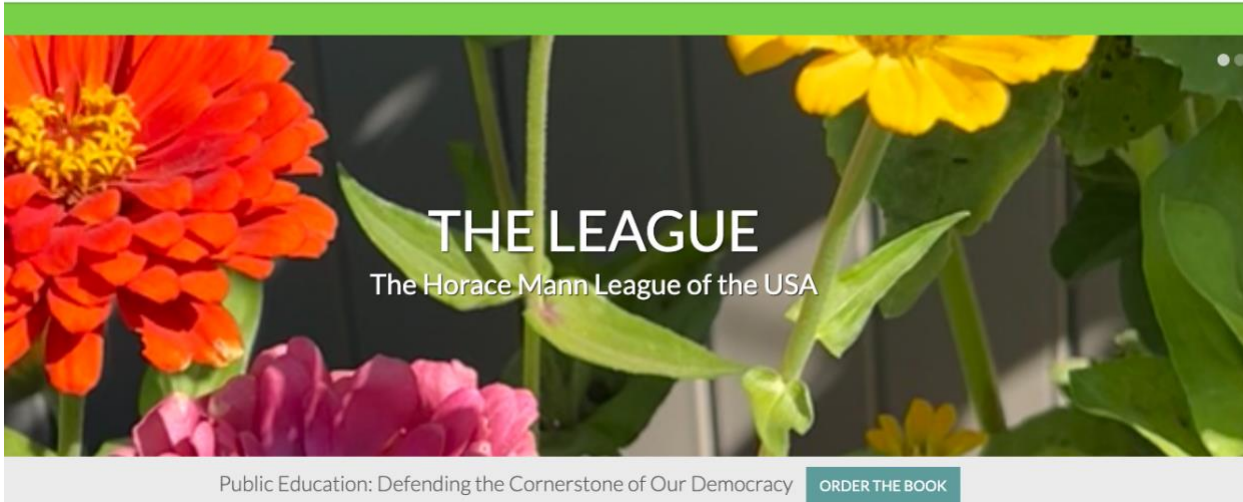 THE LEAGUE
The Horace Mann League of the USA
Public Education: Defending the Cornerstone of Our Democracy ORDER THE BOOK